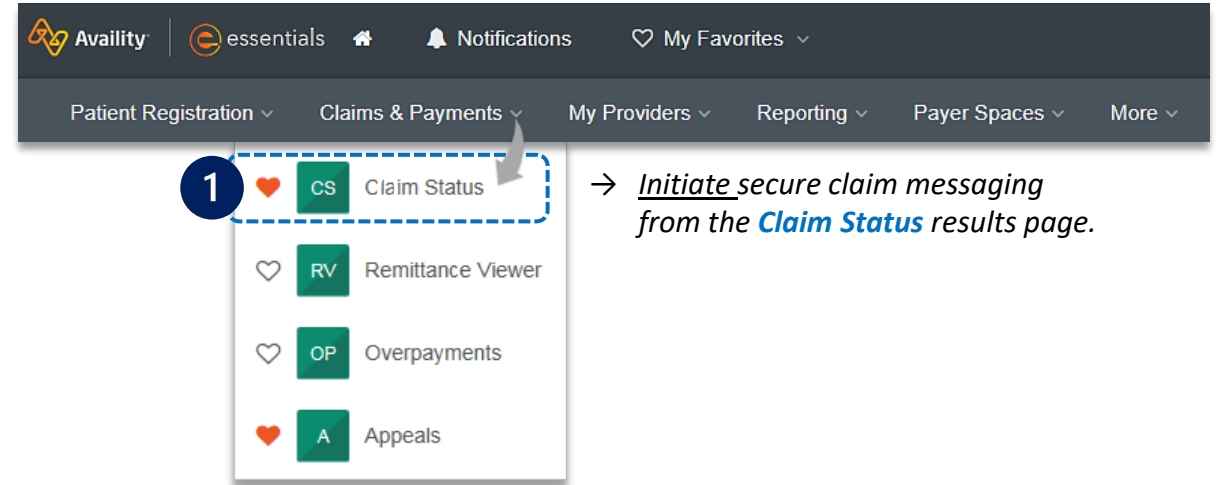 Availity essentials Notifications My Favorites
Patient Registration Claims & Payments My Providers Reporting Payer Spaces More
1 CS Claim Status → Initiate secure claim messaging
from the Claim Status results page.
RV Remittance Viewer
OP Overpayments
A Appeals